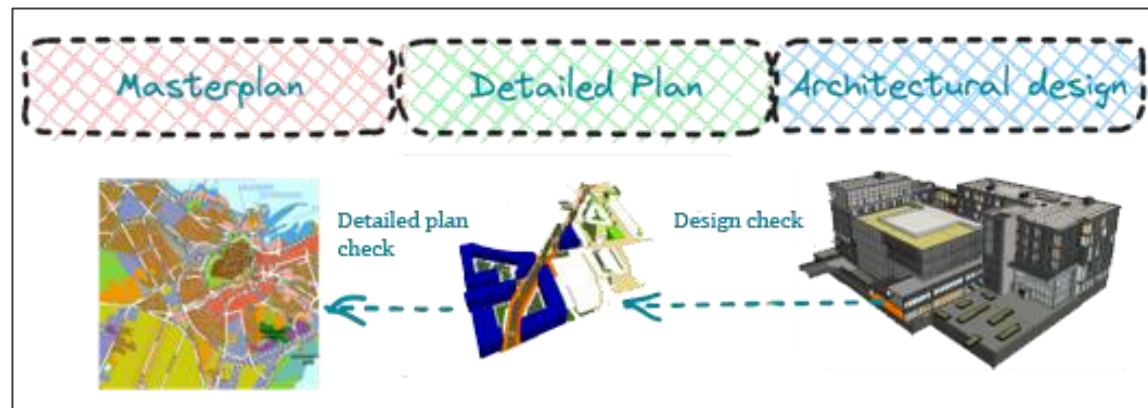 Masterplan
Detailed Plan
Architectural design
Detailed plan
check
Design check